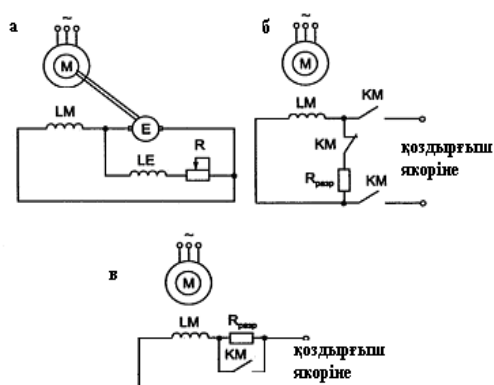 а
~
M
LM
E
LE
R
б
~
M
LM
KM
KM
қоздырғыш
якоріне
Rразр
KM
в
~
M
LM
Rразр
KM
қоздырғыш
якоріне